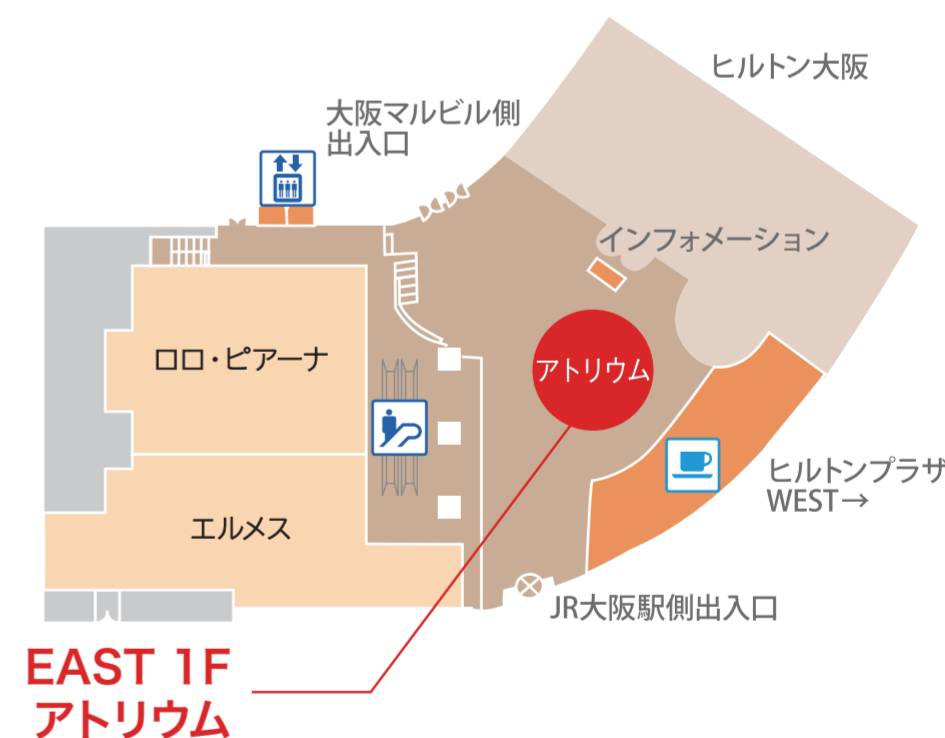 ヒルトン大阪
大阪マルビル側
出入口
インフォメーション
ロロ・ピアーナ
アトリウム
ヒルトンプラザ
WEST→
エルメス
JR大阪駅側出入口
EAST 1F
アトリウム